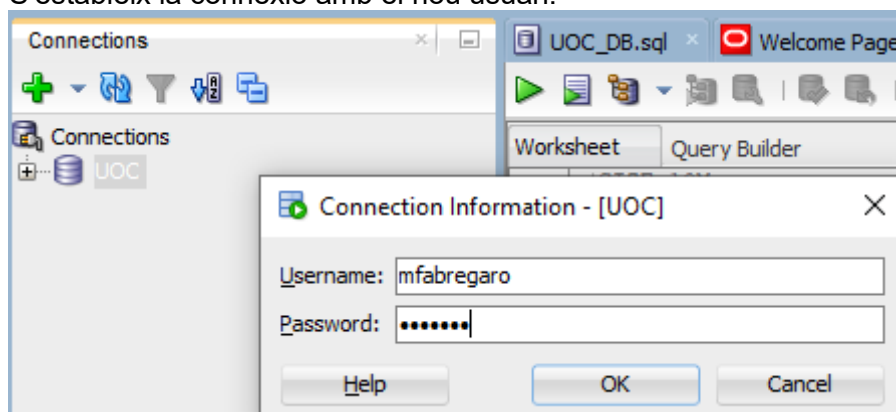 S'estableix la connexió amb el nou usuari.
Connections
UOC_DB.sql
Welcome Page
Connections
UOC
Worksheet
Query Builder
Connection Information - [UOC]
Username: mfabregaro
Password: •••••••
Help
OK
Cancel